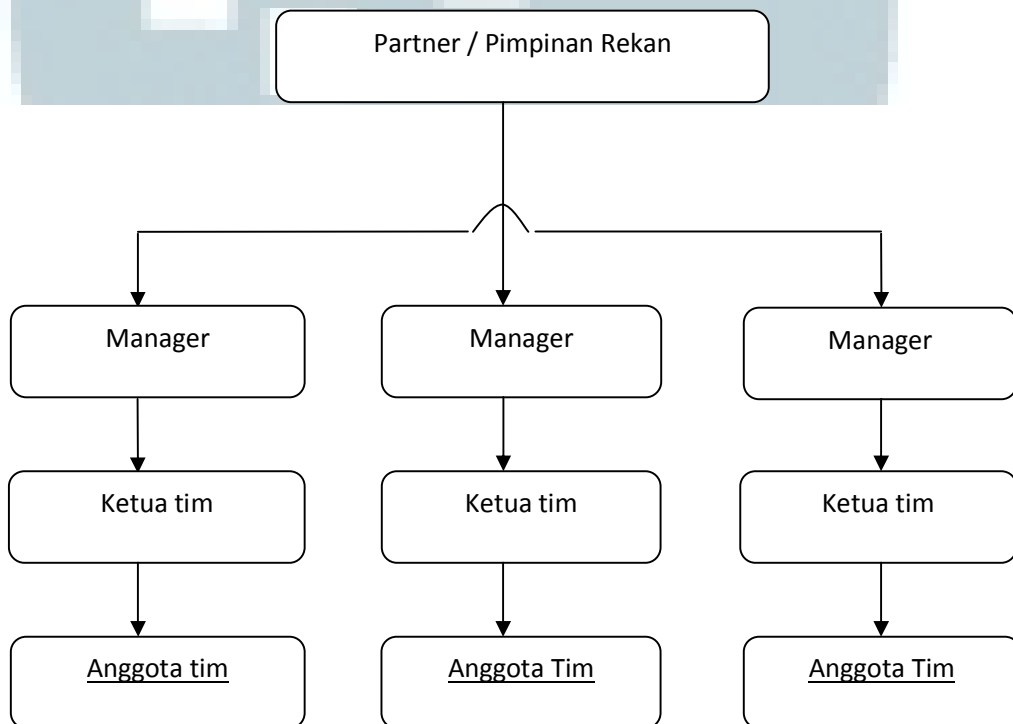 Partner / Pimpinan Rekan
Manager
Manager
Manager
Ketua tim
Ketua tim
Ketua tim
Anggota tim
Anggota Tim
Anggota Tim